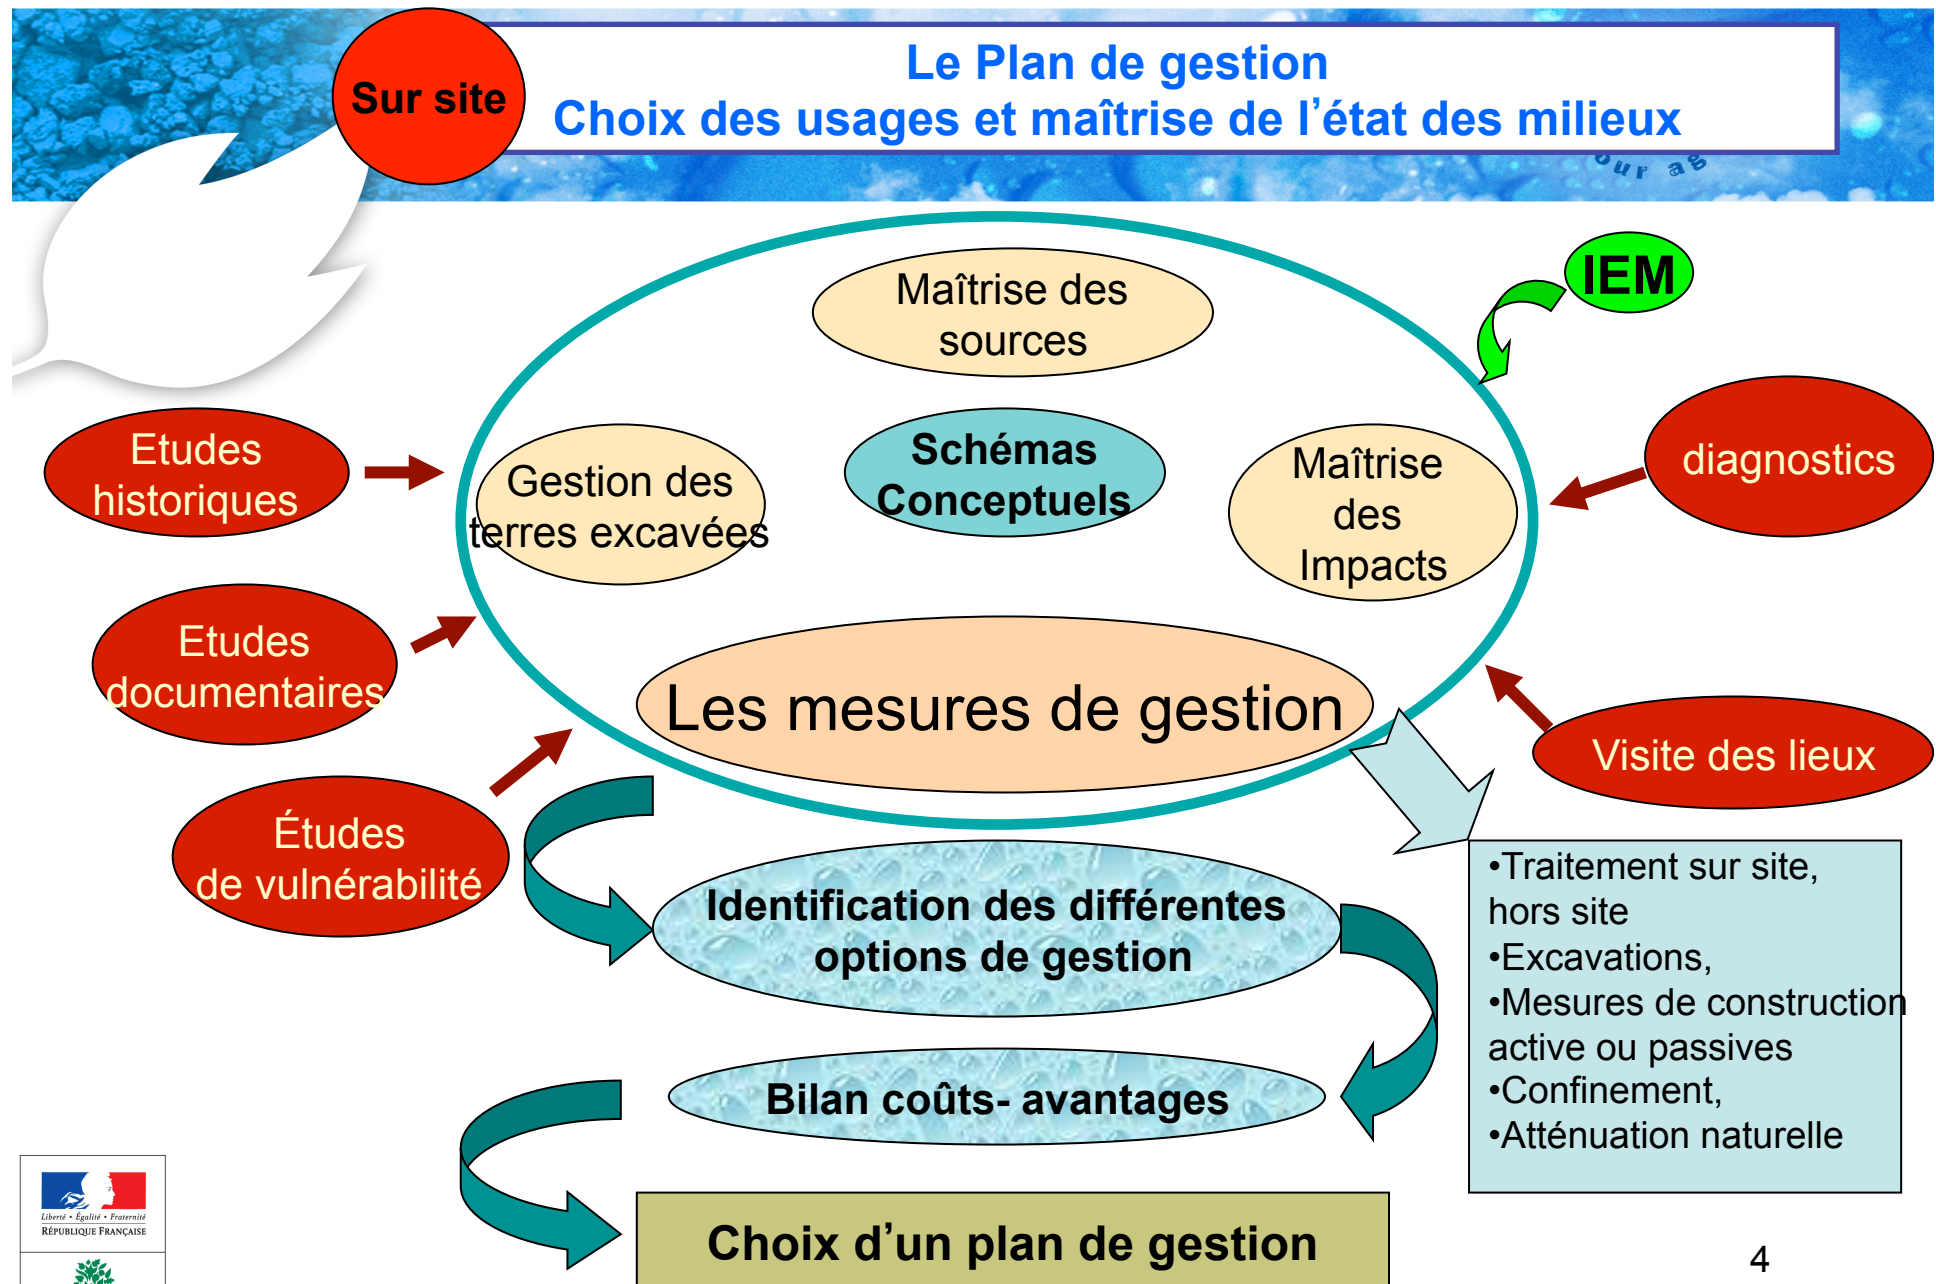 Sur site
Le Plan de gestion
Choix des usages et maîtrise de l'état des milieux
our ag
IEM
Maîtrise des
sources
Etudes
historiques
Gestion des
terres excavées
Schémas
Conceptuels
Maîtrise
des
Impacts
diagnostics
Etudes
documentaires
Les mesures de gestion
Visite des lieux
Études
de vulnérabilité
Identification des différentes
options de gestion
•Traitement sur site,
hors site
•Excavations,
•Mesures de construction
active ou passives
•Confinement,
•Atténuation naturelle
Bilan coûts- avantages
Choix d'un plan de gestion
Liberté • Égalité • Fraternité
RÉPUBLIQUE FRANÇAISE
4